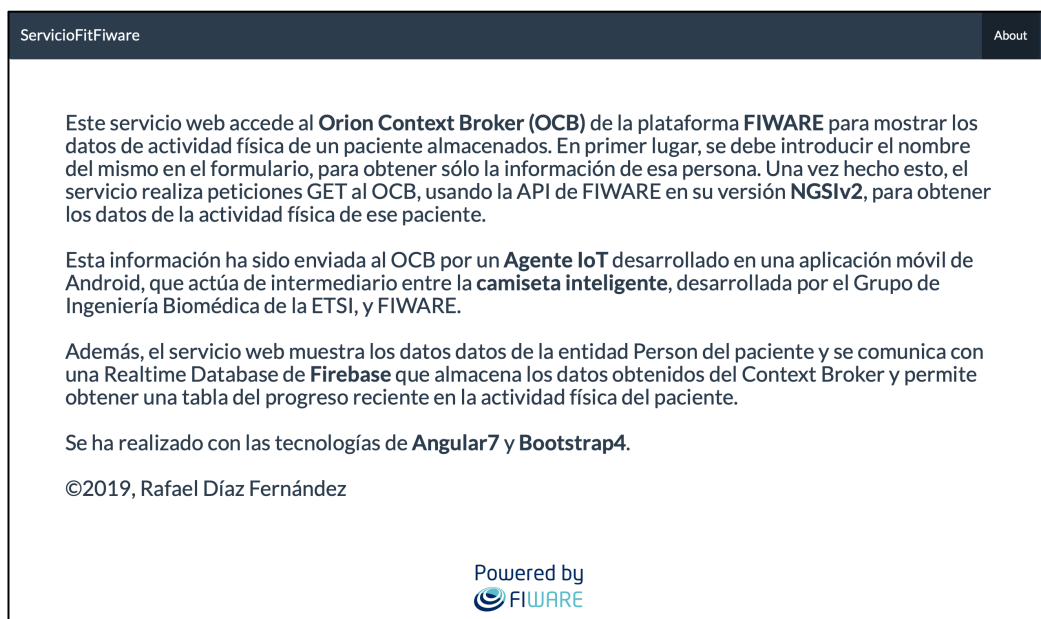 ServicioFitFiware
About
Este servicio web accede al Orion Context Broker (OCB) de la plataforma FIWARE para mostrar los
datos de actividad física de un paciente almacenados. En primer lugar, se debe introducir el nombre
del mismo en el formulario, para obtener sólo la información de esa persona. Una vez hecho esto, el
servicio realiza peticiones GET al OCB, usando la API de FIWARE en su versión NGSIv2, para obtener
los datos de la actividad física de ese paciente.
Esta información ha sido enviada al OCB por un Agente IoT desarrollado en una aplicación móvil de
Android, que actúa de intermediario entre la camiseta inteligente, desarrollada por el Grupo de
Ingeniería Biomédica de la ETSI, y FIWARE.
Además, el servicio web muestra los datos datos de la entidad Person del paciente y se comunica con
una Realtime Database de Firebase que almacena los datos obtenidos del Context Broker y permite
obtener una tabla del progreso reciente en la actividad física del paciente.
Se ha realizado con las tecnologías de Angular7 y Bootstrap4.
©2019, Rafael Díaz Fernández
Powered by
FIWARE